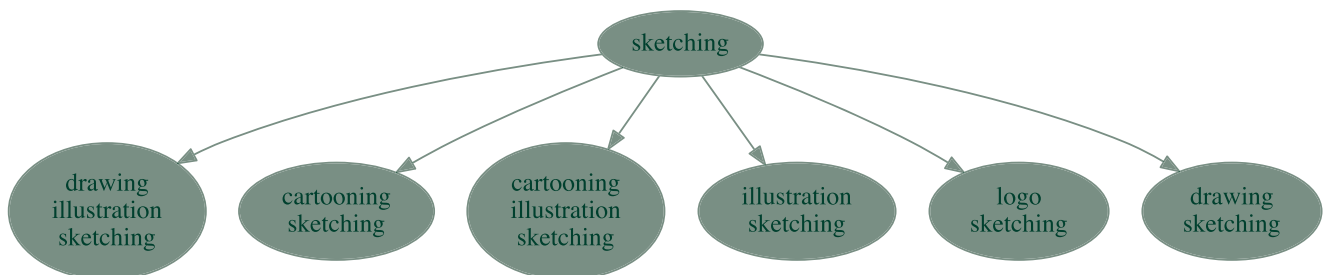 sketching
drawing
illustration
sketching
cartooning
sketching
cartooning
illustration
sketching
illustration
sketching
logo
sketching
drawing
sketching